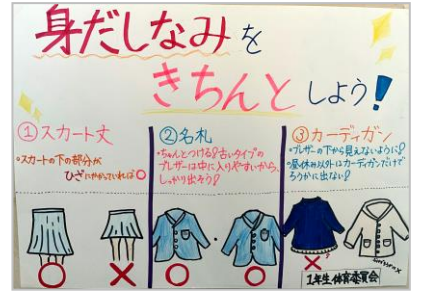 身だしなみを
きちんとしよう!
①スカート丈
・スカートの下の部分が
ひざにかかっていれば○
②名札
・ちゃんとつける!古いタイプの
ブレザーは中に入りやすいから、
しっかり出そう!
③カーディガン
・ブレザーの下から見えないように!
・昼休み以外はカーディガンだけで
ろうかに出ない!
1年生体育委員会